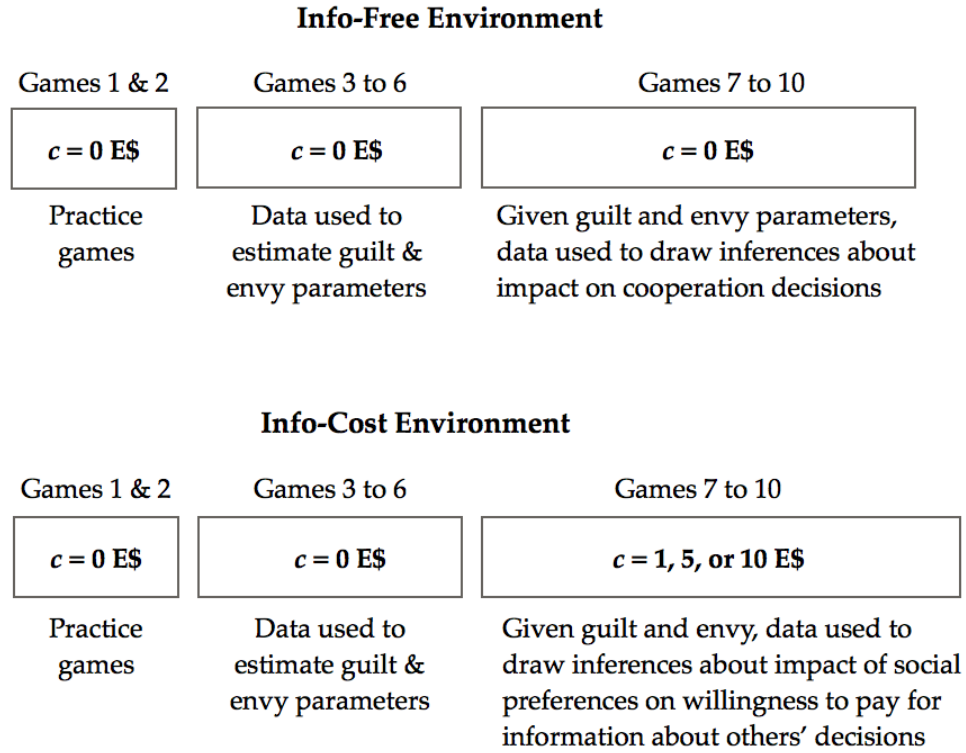 Info-Free Environment
Games 1 & 2
Games 3 to 6
Games 7 to 10
c = 0 E$
c = 0 E$
c = 0 E$
Practice
games
Data used to
estimate guilt &
envy parameters
Given guilt and envy parameters,
data used to draw inferences about
impact on cooperation decisions
Info-Cost Environment
Games 1 & 2
Games 3 to 6
Games 7 to 10
c = 0 E$
c = 0 E$
c = 1, 5, or 10 E$
Practice
games
Data used to
estimate guilt &
envy parameters
Given guilt and envy, data used to
draw inferences about impact of social
preferences on willingness to pay for
information about others’ decisions